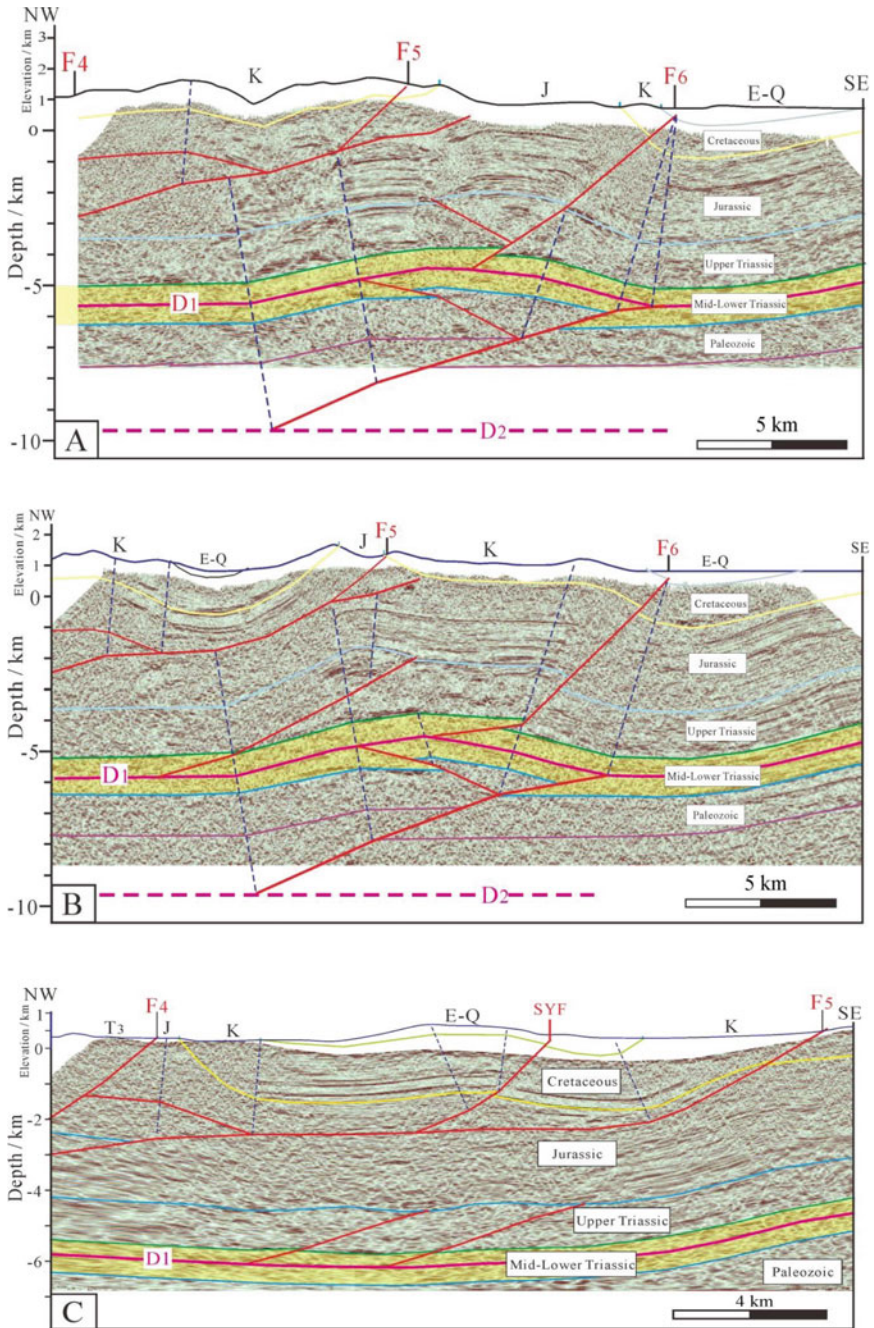 NW
Elevation / km
3
2
1
0
F4
K
F5
J
K
F6
E-Q
SE
Cretaceous
Jurassic
Upper Triassic
Mid-Lower Triassic
Paleozoic
Depth / km
-5
-10
D1
D2
A
5 km
NW
Elevation / km
2
1
0
K
E-Q
J
F5
K
F6
E-Q
SE
Cretaceous
Jurassic
Upper Triassic
Mid-Lower Triassic
Paleozoic
Depth / km
-5
-10
D1
D2
B
5 km
NW
Elevation / km
1
0
T3
F4
J
K
E-Q
SYF
K
F5
SE
Cretaceous
Jurassic
Upper Triassic
Mid-Lower Triassic
Paleozoic
Depth / km
-2
-4
-6
D1
C
4 km